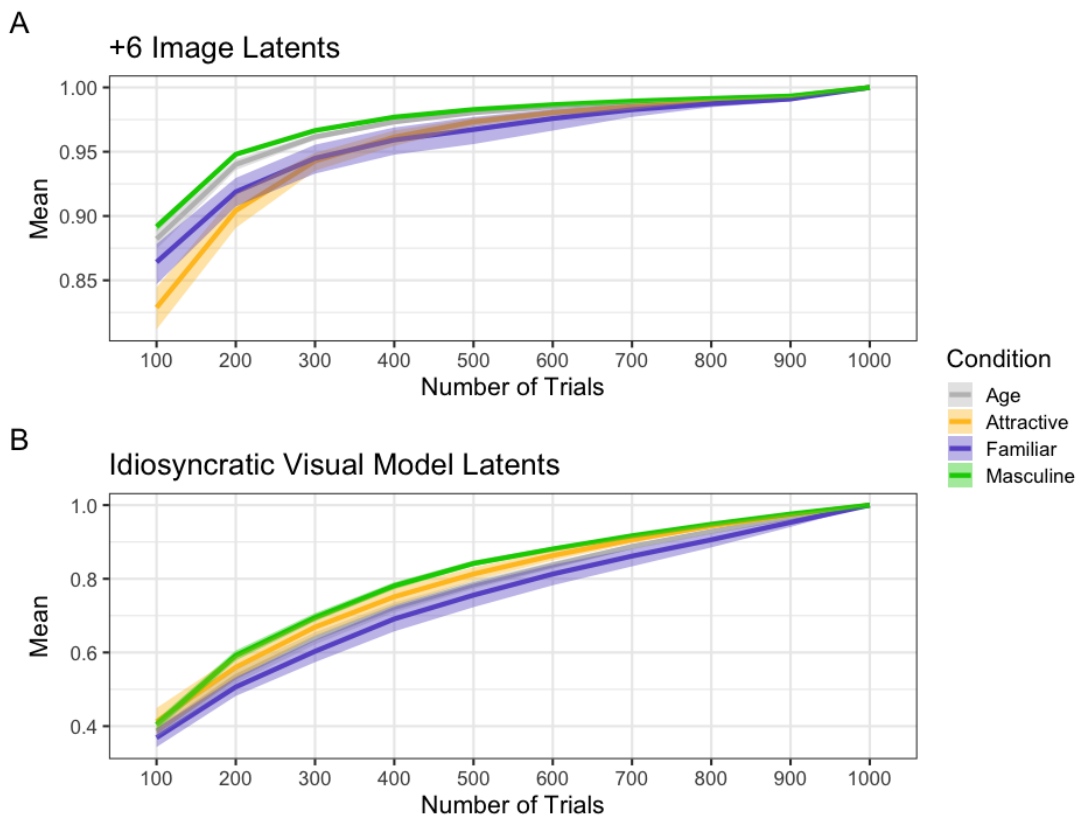 A
+6 Image Latents
Mean
1.00
0.95
0.90
0.85
100 200 300 400 500 600 700 800 900 1000
Number of Trials
Condition
Age
Attractive
Familiar
Masculine
B
Idiosyncratic Visual Model Latents
Mean
1.0
0.8
0.6
0.4
100 200 300 400 500 600 700 800 900 1000
Number of Trials